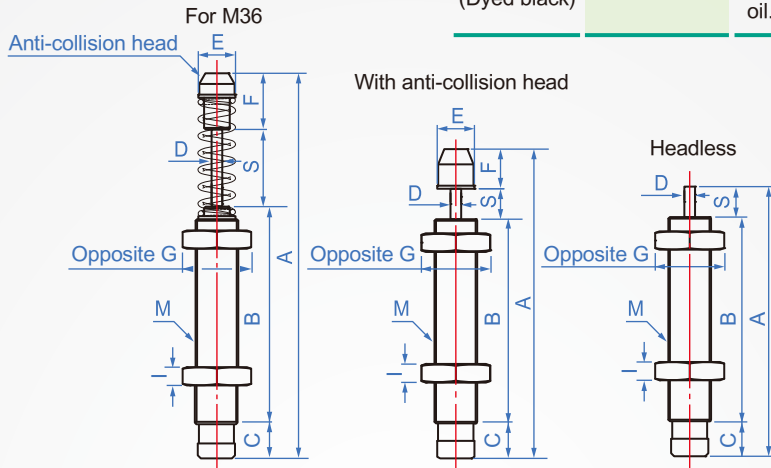 (Dyed black)
oil.
For M36
Anti-collision head
E
F
D
S
A
Opposite G
B
M
I
C
With anti-collision head
E
F
D
S
A
Opposite G
B
M
I
C
Headless
D
S
A
Opposite G
B
M
I
C